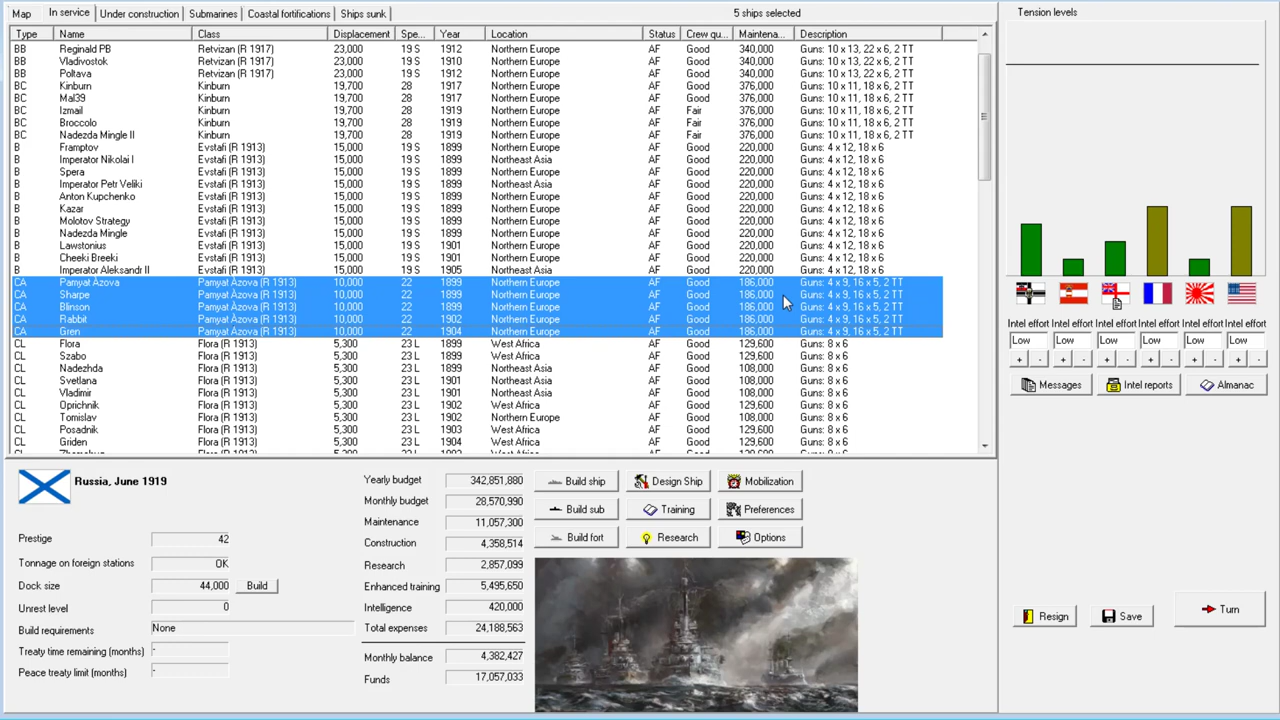 Map In service Under construction Submarines Coastal fortifications Ships sunk 5 ships selected
Type Name Class Displacement Spe... Year Location Status Crew qu... Maintena... Description
BB Reginald PB Retvizan (R 1917) 23,000 19 S 1912 Northern Europe AF Good 340,000 Guns: 10 x 13, 22 x 6, 2 TT
BB Vladivostok Retvizan (R 1917) 23,000 19 S 1910 Northern Europe AF Good 340,000 Guns: 10 x 13, 22 x 6, 2 TT
BB Poltava Retvizan (R 1917) 23,000 19 S 1912 Northern Europe AF Good 340,000 Guns: 10 x 13, 22 x 6, 2 TT
BC Kinburn Kinburn 19,700 28 1917 Northern Europe AF Good 376,000 Guns: 10 x 11, 18 x 6, 2 TT
BC Mal39 Kinburn 19,700 28 1917 Northern Europe AF Good 376,000 Guns: 10 x 11, 18 x 6, 2 TT
BC Izmail Kinburn 19,700 28 1919 Northern Europe AF Fair 376,000 Guns: 10 x 11, 18 x 6, 2 TT
BC Broccolo Kinburn 19,700 28 1919 Northern Europe AF Fair 376,000 Guns: 10 x 11, 18 x 6, 2 TT
BC Nadezda Mingle II Kinburn 19,700 28 1919 Northern Europe AF Fair 376,000 Guns: 10 x 11, 18 x 6, 2 TT
B Framptov Evstafi (R 1913) 15,000 19 S 1899 Northern Europe AF Good 220,000 Guns: 4 x 12, 18 x 6
B Imperator Nikolai I Evstafi (R 1913) 15,000 19 S 1899 Northeast Asia AF Good 220,000 Guns: 4 x 12, 18 x 6
B Spera Evstafi (R 1913) 15,000 19 S 1899 Northern Europe AF Good 220,000 Guns: 4 x 12, 18 x 6
B Imperator Petr Veliki Evstafi (R 1913) 15,000 19 S 1899 Northeast Asia AF Good 220,000 Guns: 4 x 12, 18 x 6
B Anton Kupchenko Evstafi (R 1913) 15,000 19 S 1899 Northern Europe AF Good 220,000 Guns: 4 x 12, 18 x 6
B Kazar Evstafi (R 1913) 15,000 19 S 1899 Northern Europe AF Good 220,000 Guns: 4 x 12, 18 x 6
B Molotov Strategy Evstafi (R 1913) 15,000 19 S 1899 Northern Europe AF Good 220,000 Guns: 4 x 12, 18 x 6
B Nadezda Mingle Evstafi (R 1913) 15,000 19 S 1899 Northern Europe AF Good 220,000 Guns: 4 x 12, 18 x 6
B Lawstonius Evstafi (R 1913) 15,000 19 S 1901 Northern Europe AF Good 220,000 Guns: 4 x 12, 18 x 6
B Cheeki Breeki Evstafi (R 1913) 15,000 19 S 1899 Northern Europe AF Good 220,000 Guns: 4 x 12, 18 x 6
B Imperator Aleksandr II Evstafi (R 1913) 15,000 19 S 1905 Northeast Asia AF Good 220,000 Guns: 4 x 12, 18 x 6
CA Pamyat Azova Pamyat Azova (R 1913) 10,000 22 1899 Northern Europe AF Good 186,000 Guns: 4 x 9, 16 x 5, 2 TT
CA Sharpe Pamyat Azova (R 1913) 10,000 22 1899 Northern Europe AF Good 186,000 Guns: 4 x 9, 16 x 5, 2 TT
CA Blinson Pamyat Azova (R 1913) 10,000 22 1899 Northern Europe AF Good 186,000 Guns: 4 x 9, 16 x 5, 2 TT
CA Rabbit Pamyat Azova (R 1913) 10,000 22 1902 Northern Europe AF Good 186,000 Guns: 4 x 9, 16 x 5, 2 TT
CA Gren Pamyat Azova (R 1913) 10,000 22 1904 Northern Europe AF Good 186,000 Guns: 4 x 9, 16 x 5, 2 TT
CL Flora Flora (R 1913) 5,300 23 L 1899 West Africa AF Good 129,600 Guns: 8 x 6
CL Szabo Flora (R 1913) 5,300 23 L 1899 West Africa AF Good 129,600 Guns: 8 x 6
CL Nadezhda Flora (R 1913) 5,300 23 L 1899 Northeast Asia AF Good 108,000 Guns: 8 x 6
CL Svetlana Flora (R 1913) 5,300 23 L 1901 Northeast Asia AF Good 108,000 Guns: 8 x 6
CL Vladimir Flora (R 1913) 5,300 23 L 1901 Northeast Asia AF Good 108,000 Guns: 8 x 6
CL Oprichnik Flora (R 1913) 5,300 23 L 1902 West Africa AF Good 129,600 Guns: 8 x 6
CL Tomislav Flora (R 1913) 5,300 23 L 1902 Northern Europe AF Good 108,000 Guns: 8 x 6
CL Posadnik Flora (R 1913) 5,300 23 L 1902 West Africa AF Good 129,600 Guns: 8 x 6
CL Griden Flora (R 1913) 5,300 23 L 1904 West Africa AF Good 129,600 Guns: 8 x 6
Tension levels
Intel effort Intel effort Intel effort Intel effort Intel effort Intel effort
Low Low Low Low Low Low
+ - + - + - + - + - + -
Messages Intel reports Almanac
Russia, June 1919
Prestige 42
Tonnage on foreign stations OK
Dock size 44,000 Build
Unrest level 0
Build requirements None
Treaty time remaining (months) -
Peace treaty limit (months) -
Yearly budget 342,851,880
Monthly budget 28,570,990
Maintenance 11,057,300
Construction 4,358,514
Research 2,857,099
Enhanced training 5,495,650
Intelligence 420,000
Total expenses 24,188,563
Monthly balance 4,382,427
Funds 17,057,033
Build ship Design Ship Mobilization
Build sub Training Preferences
Build fort Research Options
Resign Save Turn